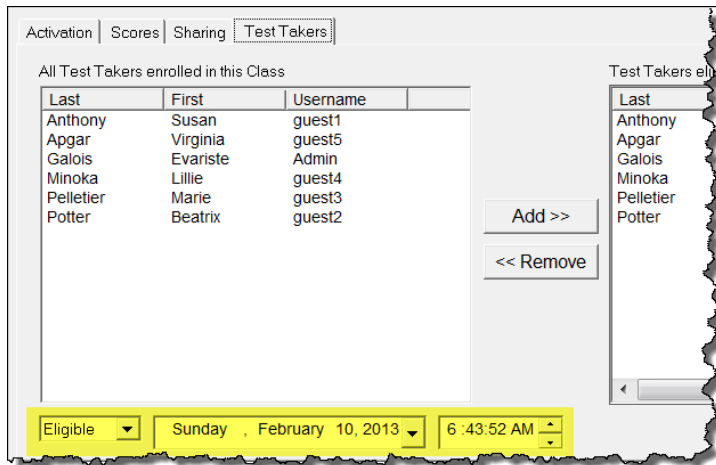 Activation Scores Sharing Test Takers
All Test Takers enrolled in this Class
Last First Username
Anthony Susan guest1
Apgar Virginia guest5
Galois Evariste Admin
Minoka Lillie guest4
Pelletier Marie guest3
Potter Beatrix guest2
Add >>
<< Remove
Test Takers
Last
Anthony
Apgar
Galois
Minoka
Pelletier
Potter
Eligible Sunday , February 10, 2013 6 :43:52 AM